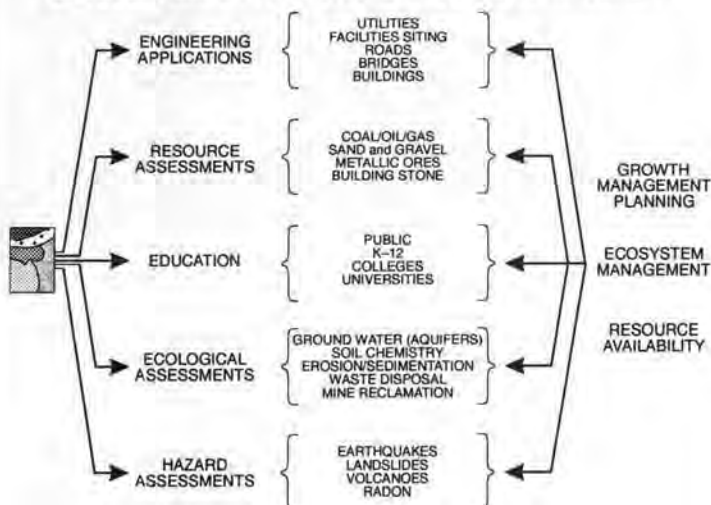 ENGINEERING
APPLICATIONS
UTILITIES
FACILITIES SITING
ROADS
BRIDGES
BUILDINGS
RESOURCE
ASSESSMENTS
COAL/OIL/GAS
SAND and GRAVEL
METALLIC ORES
BUILDING STONE
EDUCATION
PUBLIC
K–12
COLLEGES
UNIVERSITIES
ECOLOGICAL
ASSESSMENTS
GROUND WATER (AQUIFERS)
SOIL CHEMISTRY
EROSION/SEDIMENTATION
WASTE DISPOSAL
MINE RECLAMATION
HAZARD
ASSESSMENTS
EARTHQUAKES
LANDSLIDES
VOLCANOES
RADON
GROWTH
MANAGEMENT
PLANNING
ECOSYSTEM
MANAGEMENT
RESOURCE
AVAILABILITY